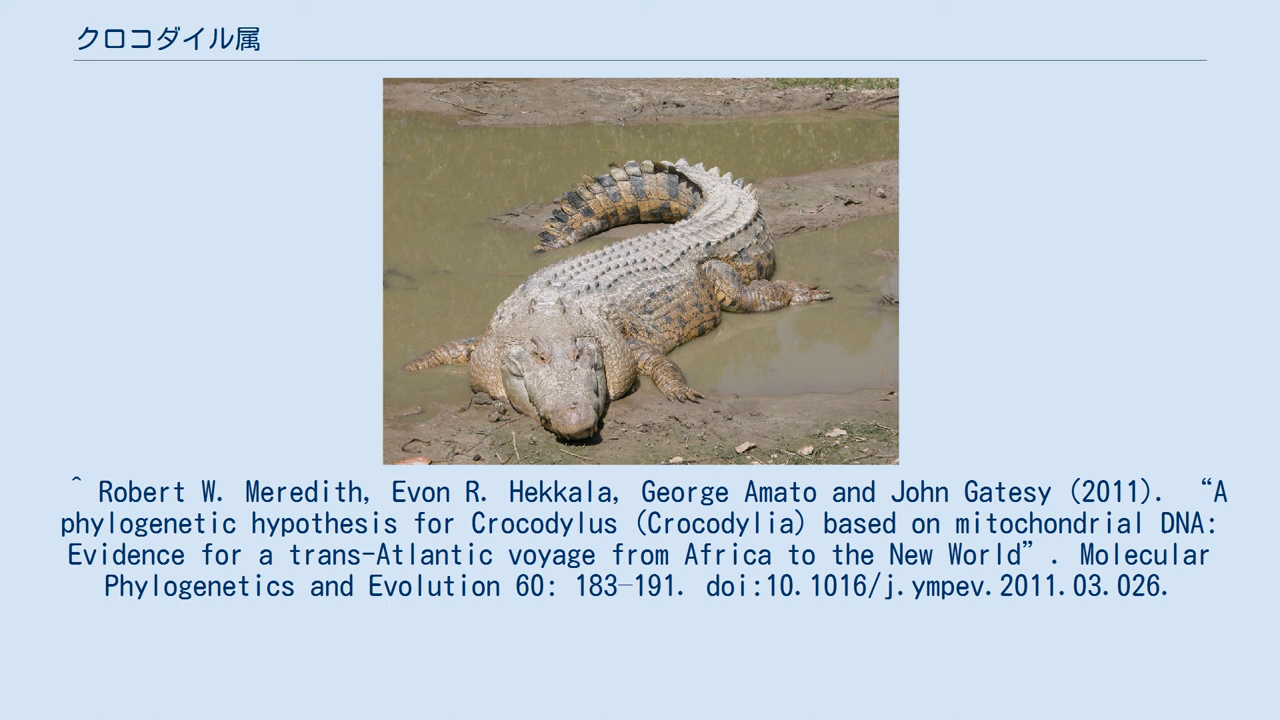 クロコダイル属
^ Robert W. Meredith, Evon R. Hekkala, George Amato and John Gatesy (2011). “A
phylogenetic hypothesis for Crocodylus (Crocodylia) based on mitochondrial DNA:
Evidence for a trans-Atlantic voyage from Africa to the New World”. Molecular
Phylogenetics and Evolution 60: 183–191. doi:10.1016/j.ympev.2011.03.026.